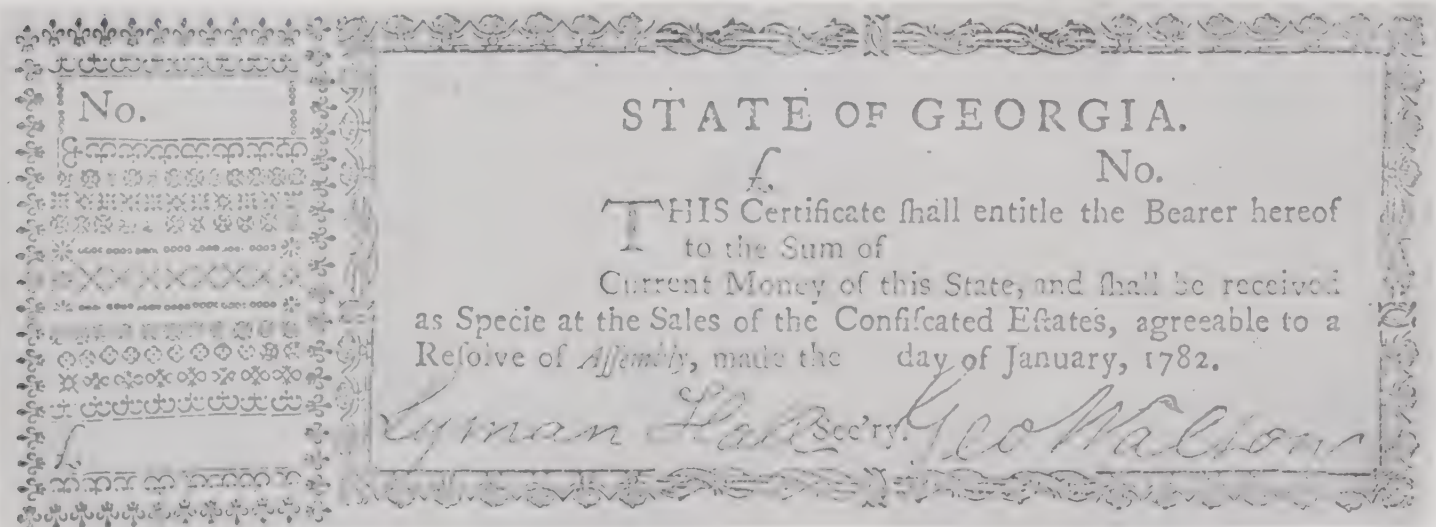 No.
£
STATE OF GEORGIA.
£. No.
THIS Certificate ſhall entitle the Bearer hereof
to the Sum of
Current Money of this State, and ſhall be received
as Specie at the Sales of the Confiſcated Eſtates, agreeable to a
Reſolve of Aſſembly, made the day of January, 1782.
Lyman Hall Sec'ry. Geo Walton